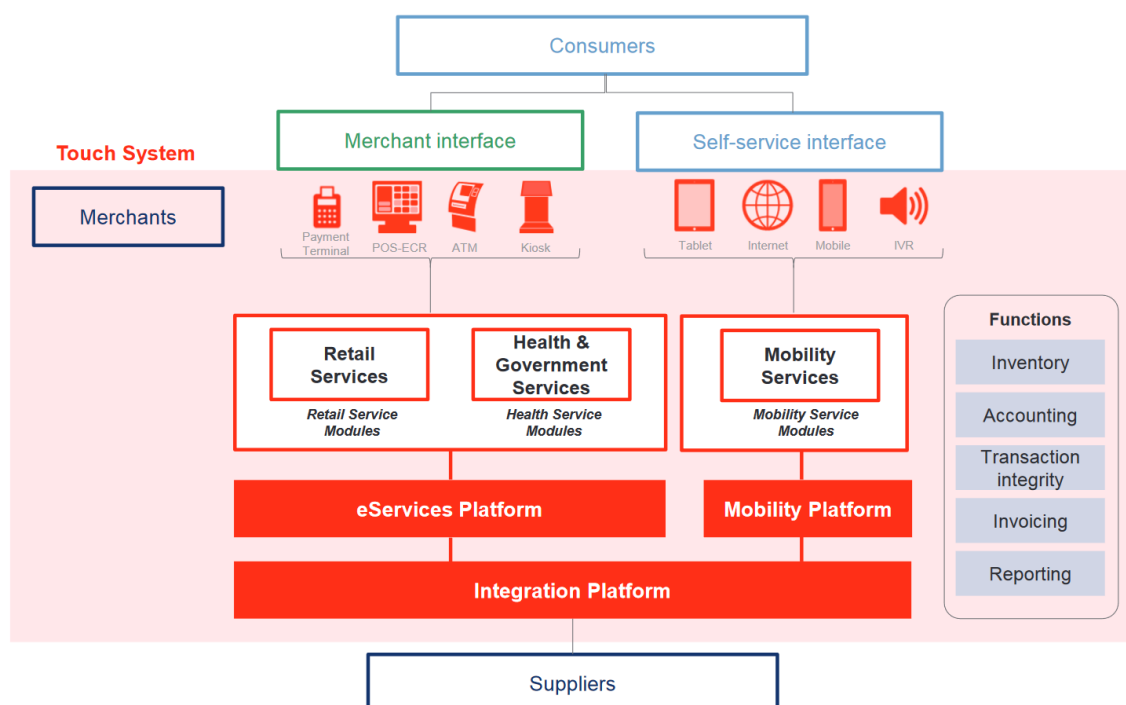 Consumers
Merchant interface
Self-service interface
Touch System
Merchants
Payment
Terminal
POS-ECR
ATM
Kiosk
Tablet
Internet
Mobile
IVR
Retail
Services
Retail Service
Modules
Health &
Government
Services
Health Service
Modules
Mobility
Services
Mobility Service
Modules
Functions
Inventory
Accounting
Transaction
integrity
Invoicing
Reporting
eServices Platform
Mobility Platform
Integration Platform
Suppliers